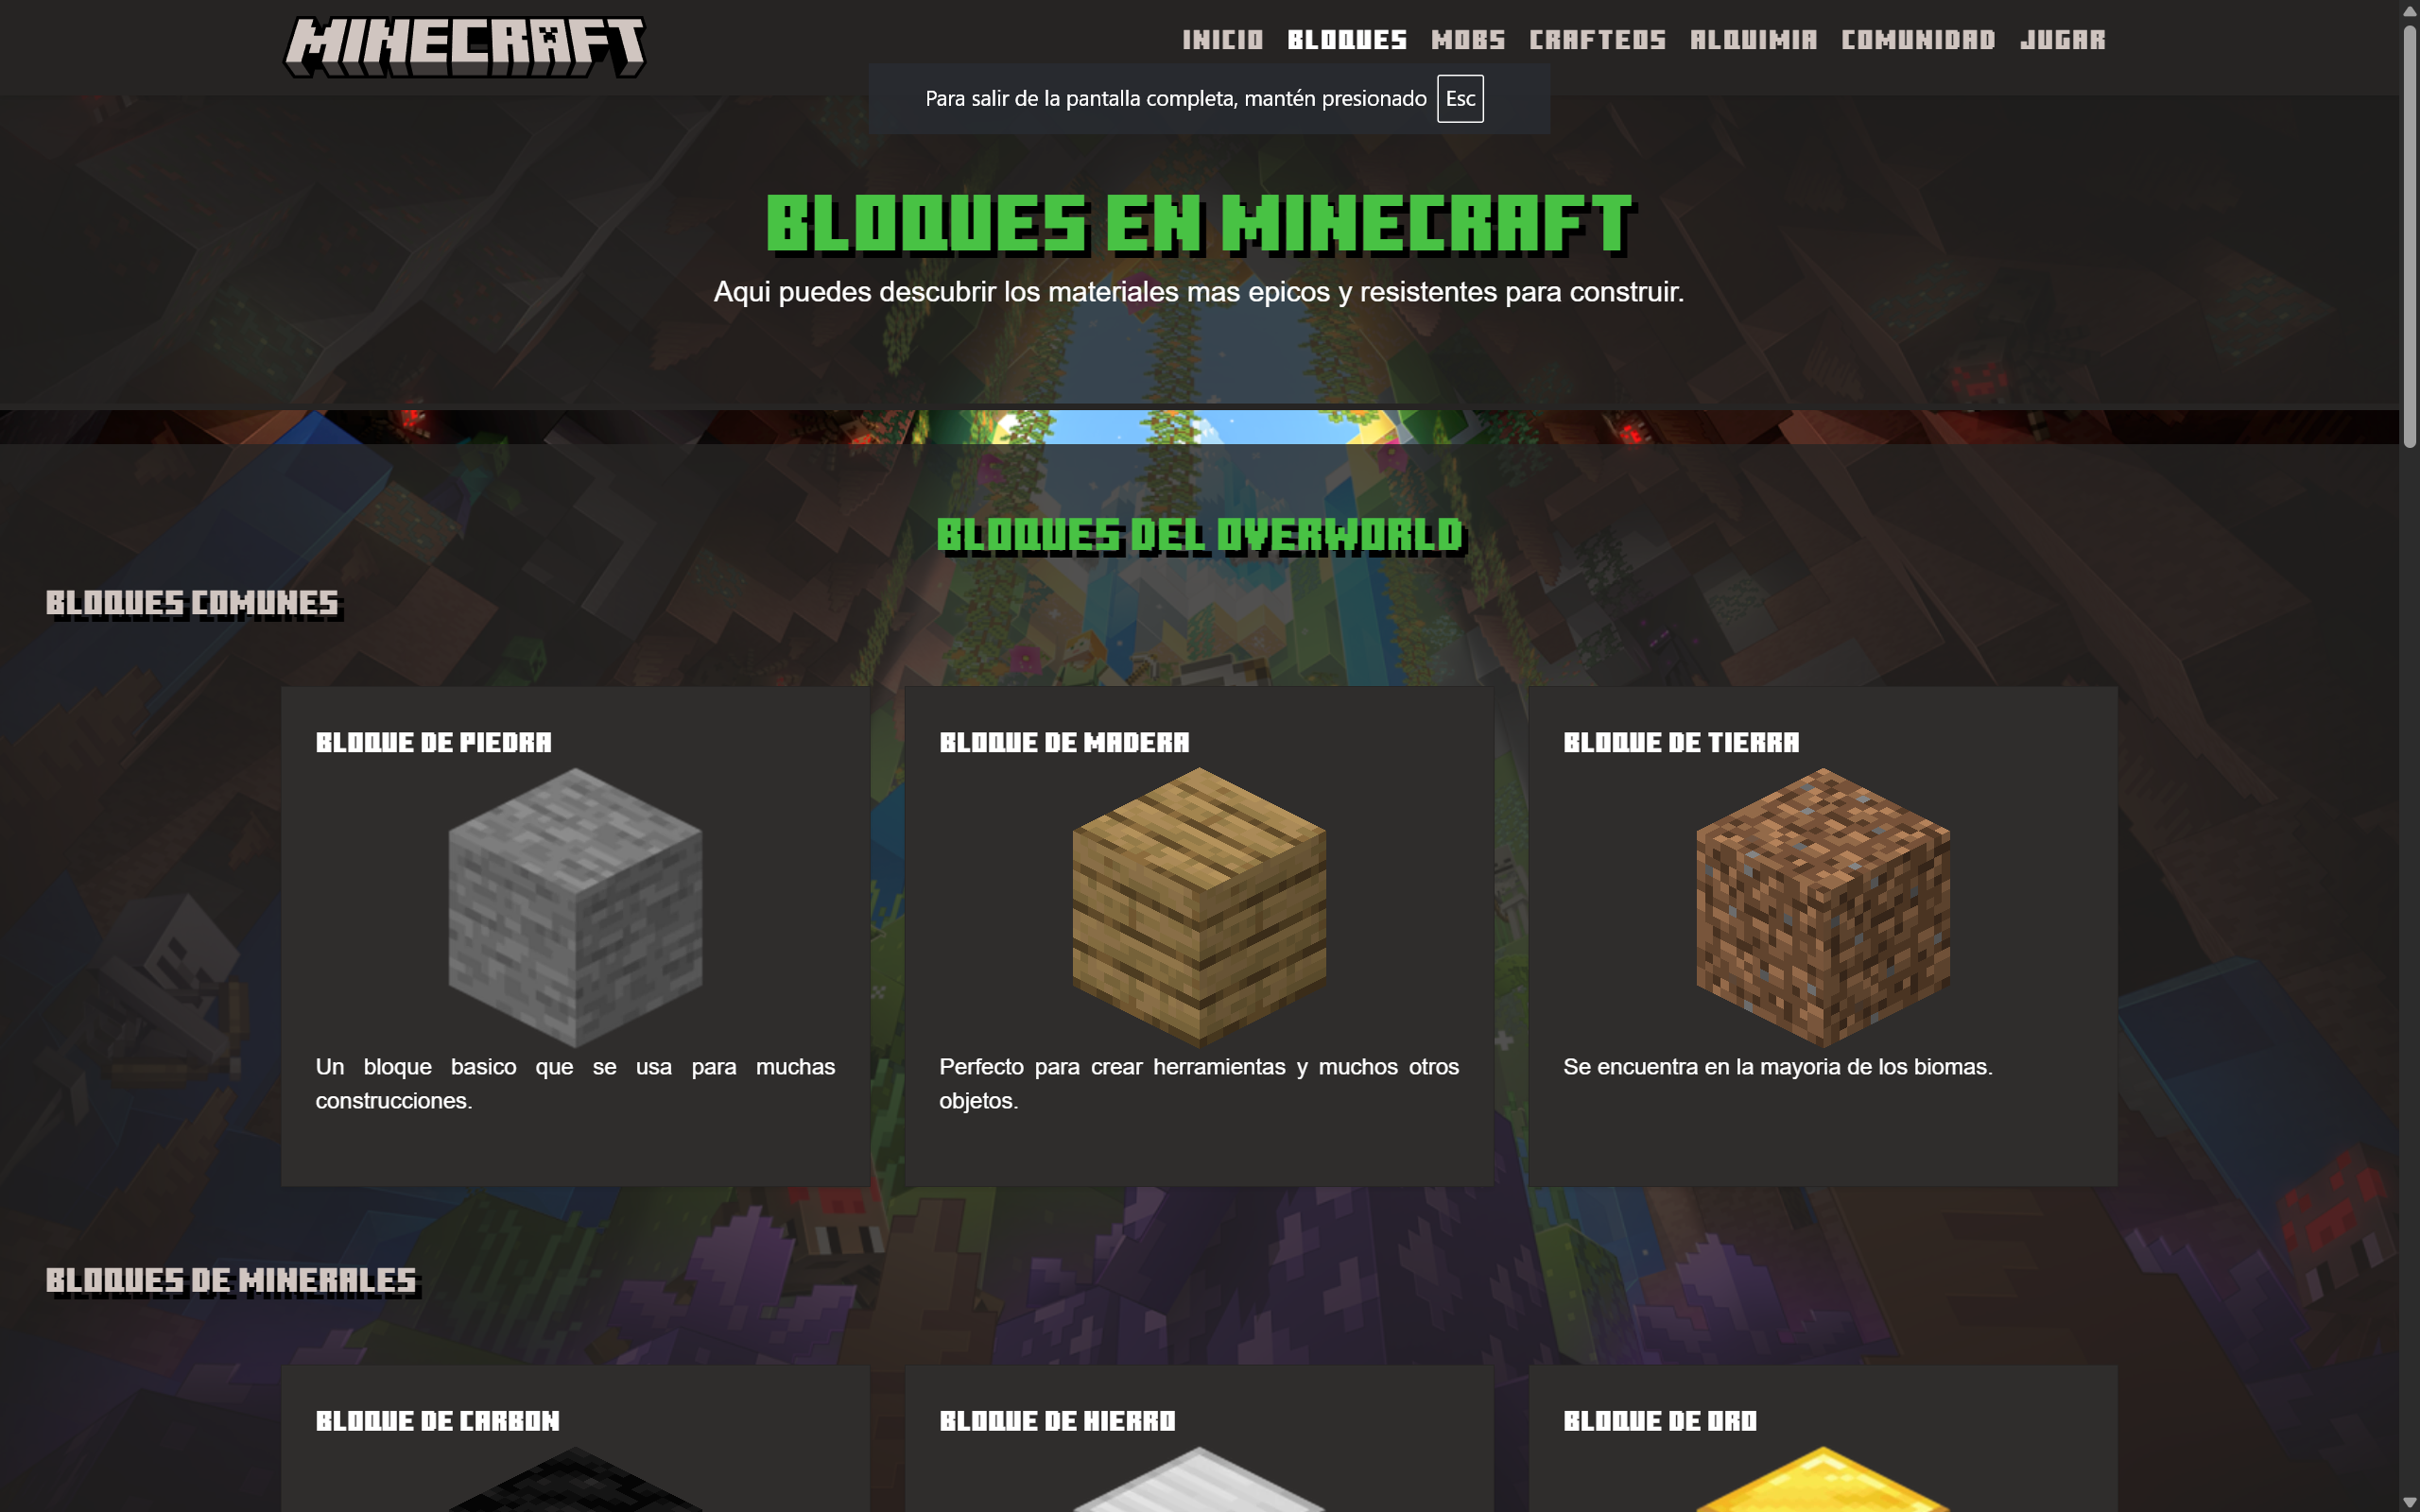 MINECRAFT
INICIO BLOQUES MOBS CRAFTEOS ALQUIMIA COMUNIDAD JUGAR
Para salir de la pantalla completa, mantén presionado Esc
BLOQUES EN MINECRAFT
Aqui puedes descubrir los materiales mas epicos y resistentes para construir.
BLOQUES DEL OVERWORLD
BLOQUES COMUNES
BLOQUE DE PIEDRA
Un bloque basico que se usa para muchas
construcciones.
BLOQUE DE MADERA
Perfecto para crear herramientas y muchos otros
objetos.
BLOQUE DE TIERRA
Se encuentra en la mayoria de los biomas.
BLOQUES DE MINERALES
BLOQUE DE CARBON
BLOQUE DE HIERRO
BLOQUE DE ORO